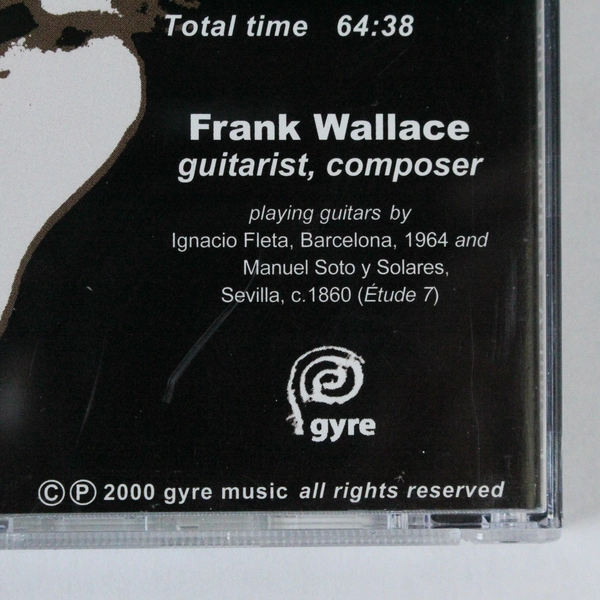 Total time 64:38
Frank Wallace
guitarist, composer
playing guitars by
Ignacio Fleta, Barcelona, 1964 and
Manuel Soto y Solares,
Sevilla, c.1860 (Étude 7)
gyre
© ℗ 2000 gyre music all rights reserved